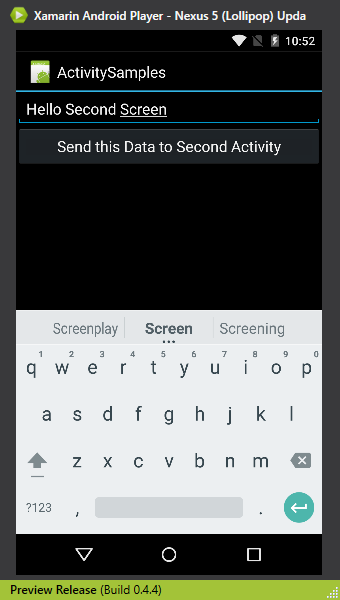 Xamarin Android Player - Nexus 5 (Lollipop) Upda
10:52
ActivitySamples
Hello Second Screen
Send this Data to Second Activity
Screenplay Screen Screening
1 2 3 4 5 6 7 8 9 0
q w e r t y u i o p
a s d f g h j k l
z x c v b n m
?123 , .
Preview Release (Build 0.4.4)